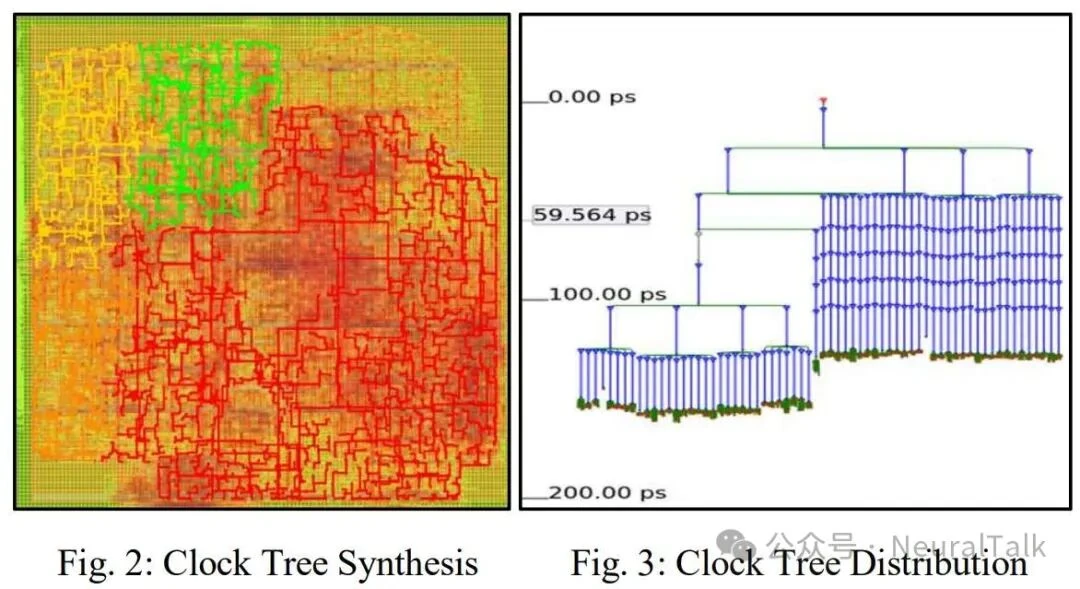 0.00 ps
59.564 ps
100.00 ps
200.00 ps
公众号 · NeuralTalk
Fig. 2: Clock Tree Synthesis
Fig. 3: Clock Tree Distribution